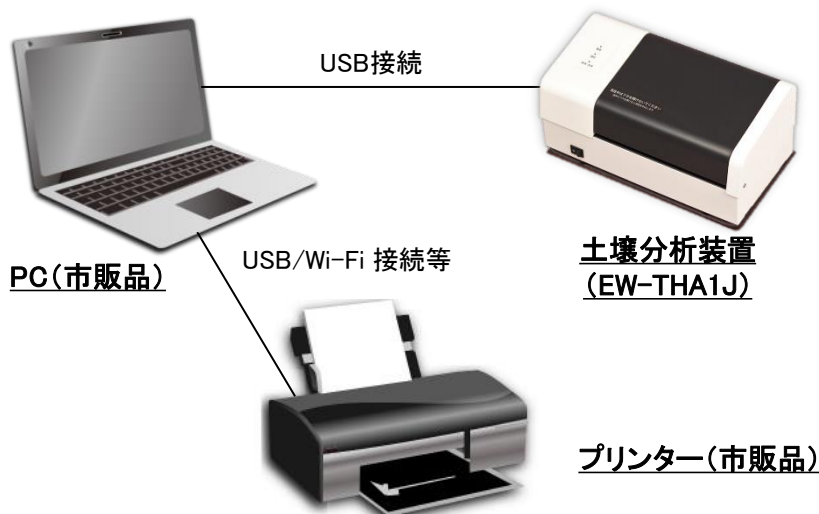 USB接続
土壌分析装置
(EW-THA1J)
PC(市販品)
USB/Wi-Fi 接続等
プリンター(市販品)